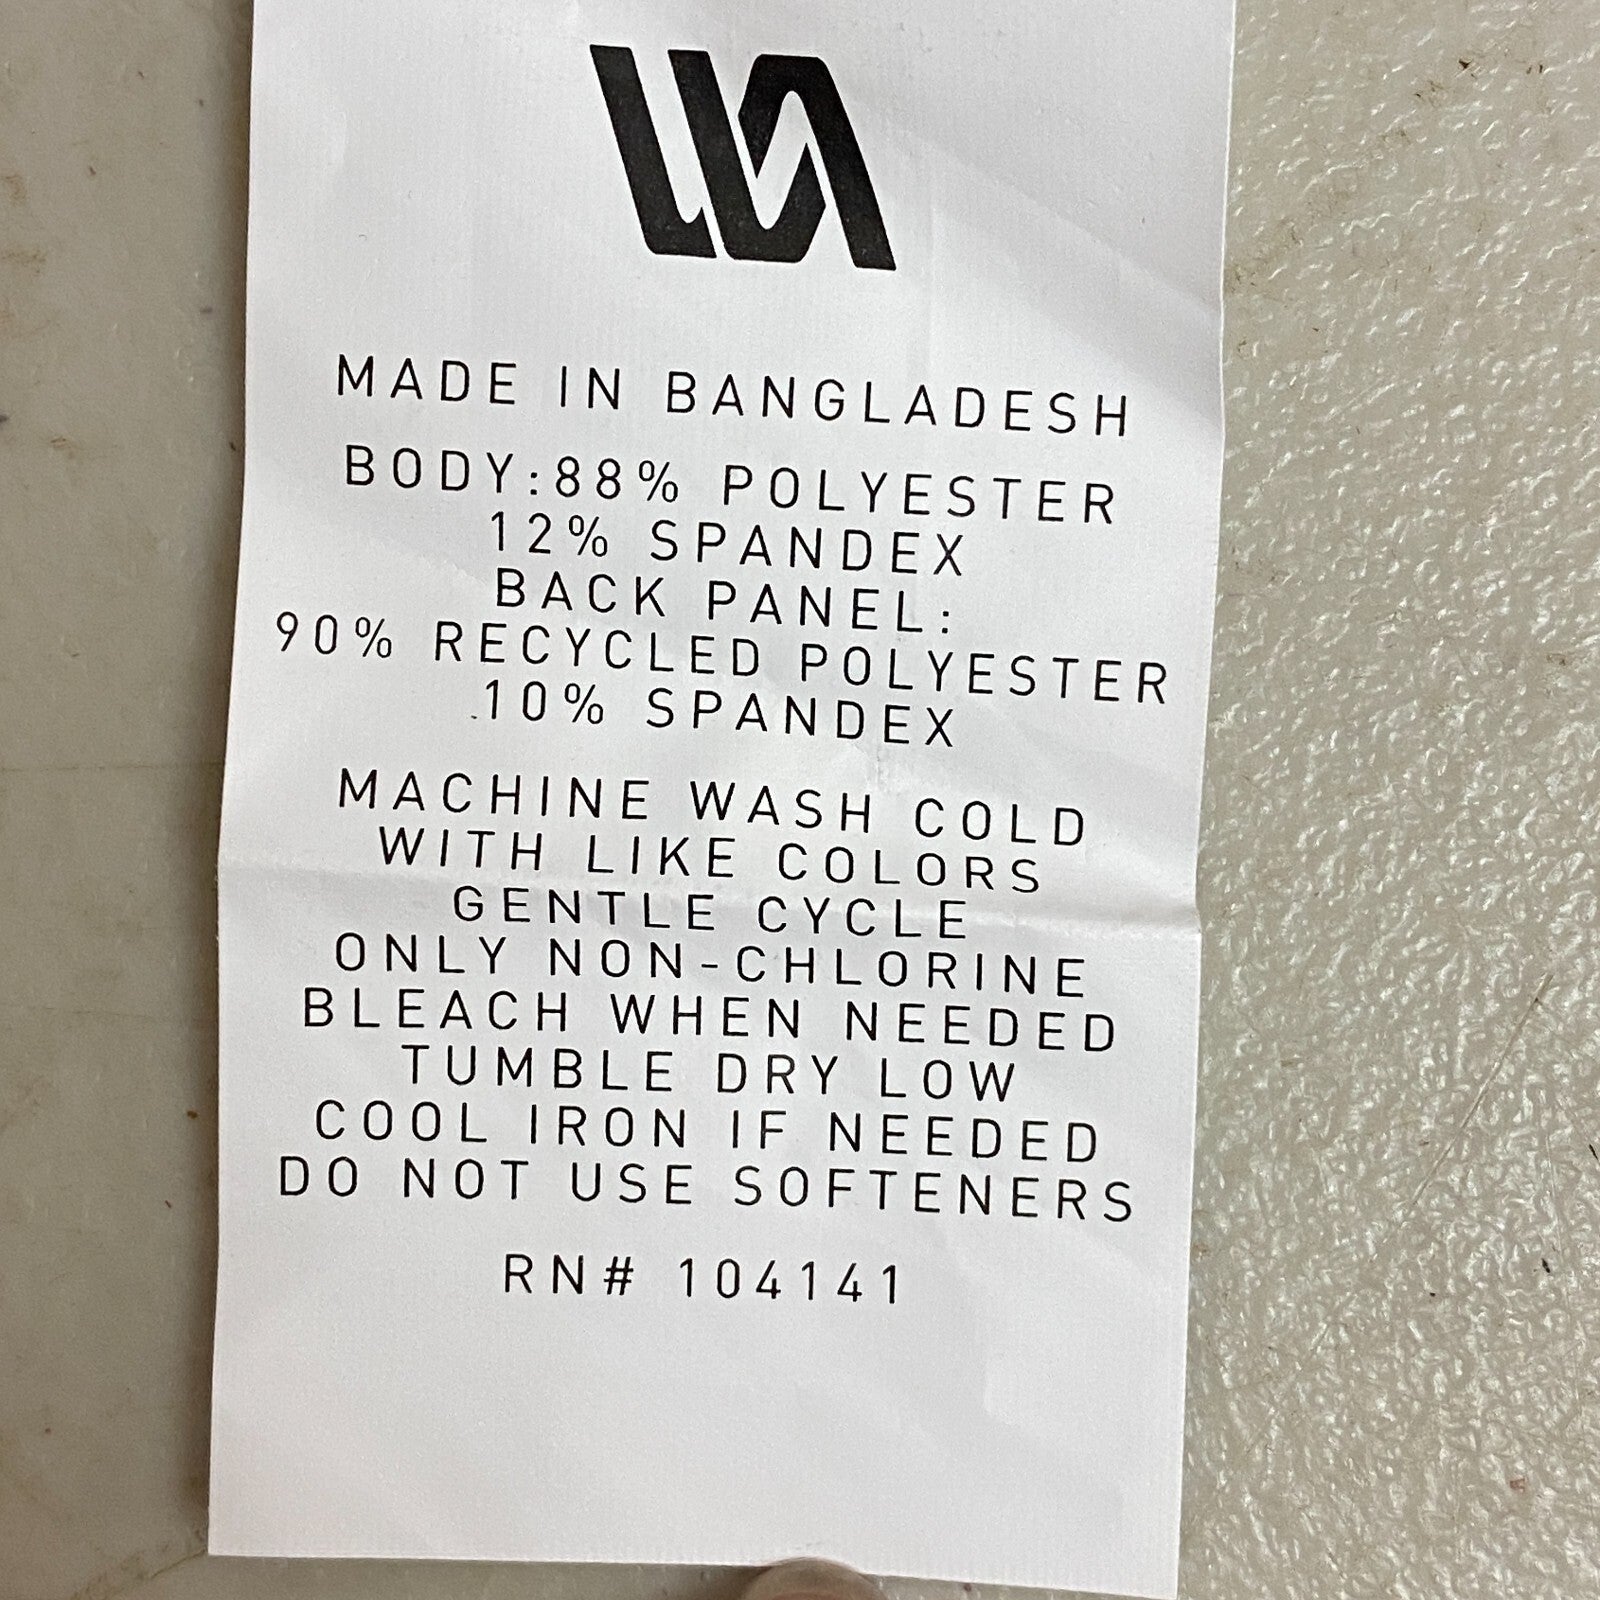 MADE IN BANGLADESH
BODY:88% POLYESTER
12% SPANDEX
BACK PANEL:
90% RECYCLED POLYESTER
10% SPANDEX
MACHINE WASH COLD
WITH LIKE COLORS
GENTLE CYCLE
ONLY NON-CHLORINE
BLEACH WHEN NEEDED
TUMBLE DRY LOW
COOL IRON IF NEEDED
DO NOT USE SOFTENERS
RN# 104141